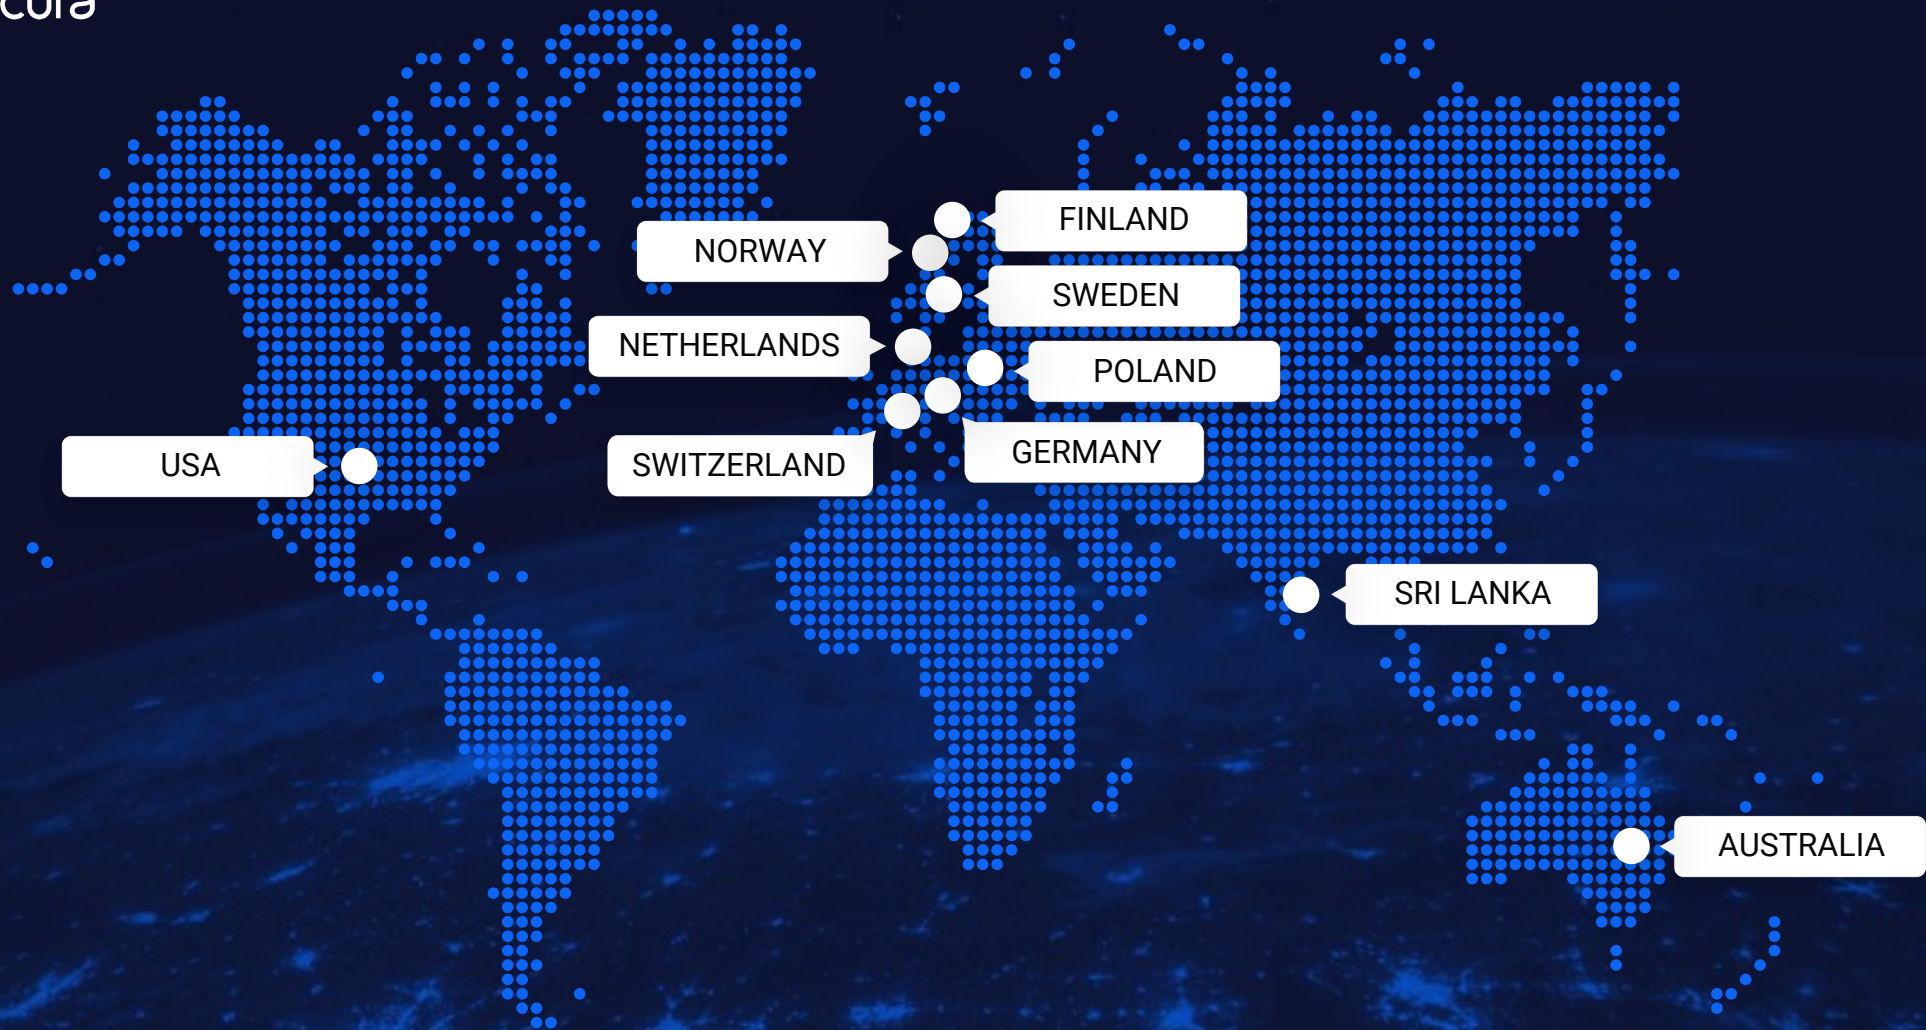 FINLAND
NORWAY
SWEDEN
NETHERLANDS
POLAND
GERMANY
SWITZERLAND
USA
SRI LANKA
AUSTRALIA